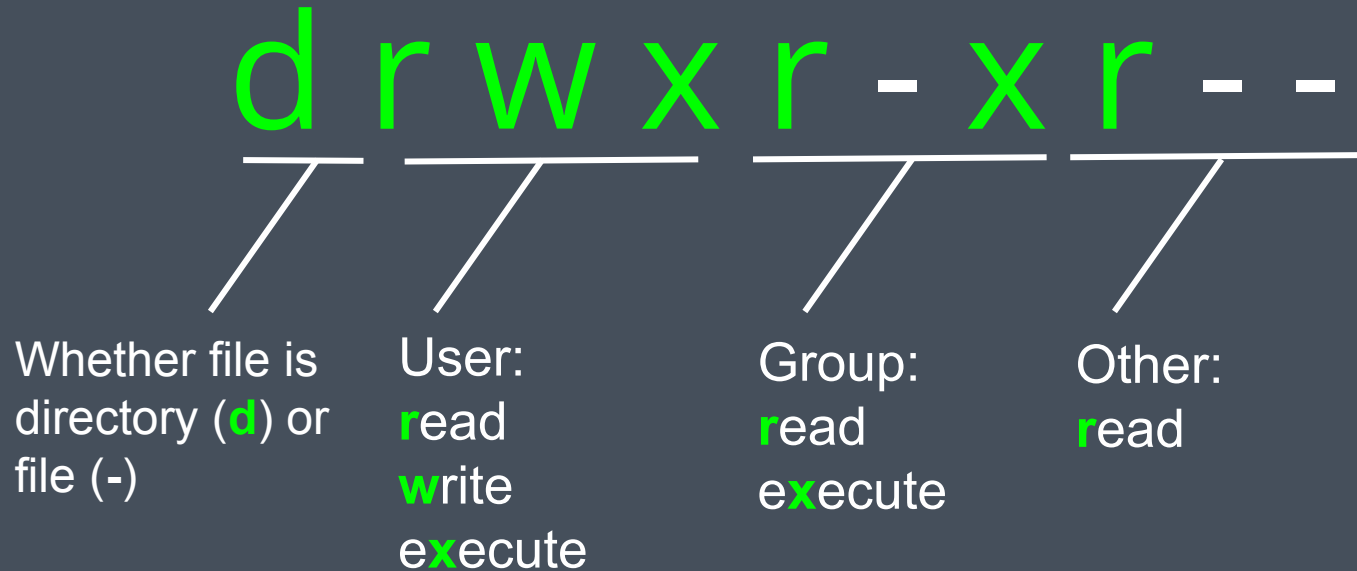 d r w x r - x r - -
Whether file is
directory (d) or
file (-)
User:
read
write
execute
Group:
read
execute
Other:
read